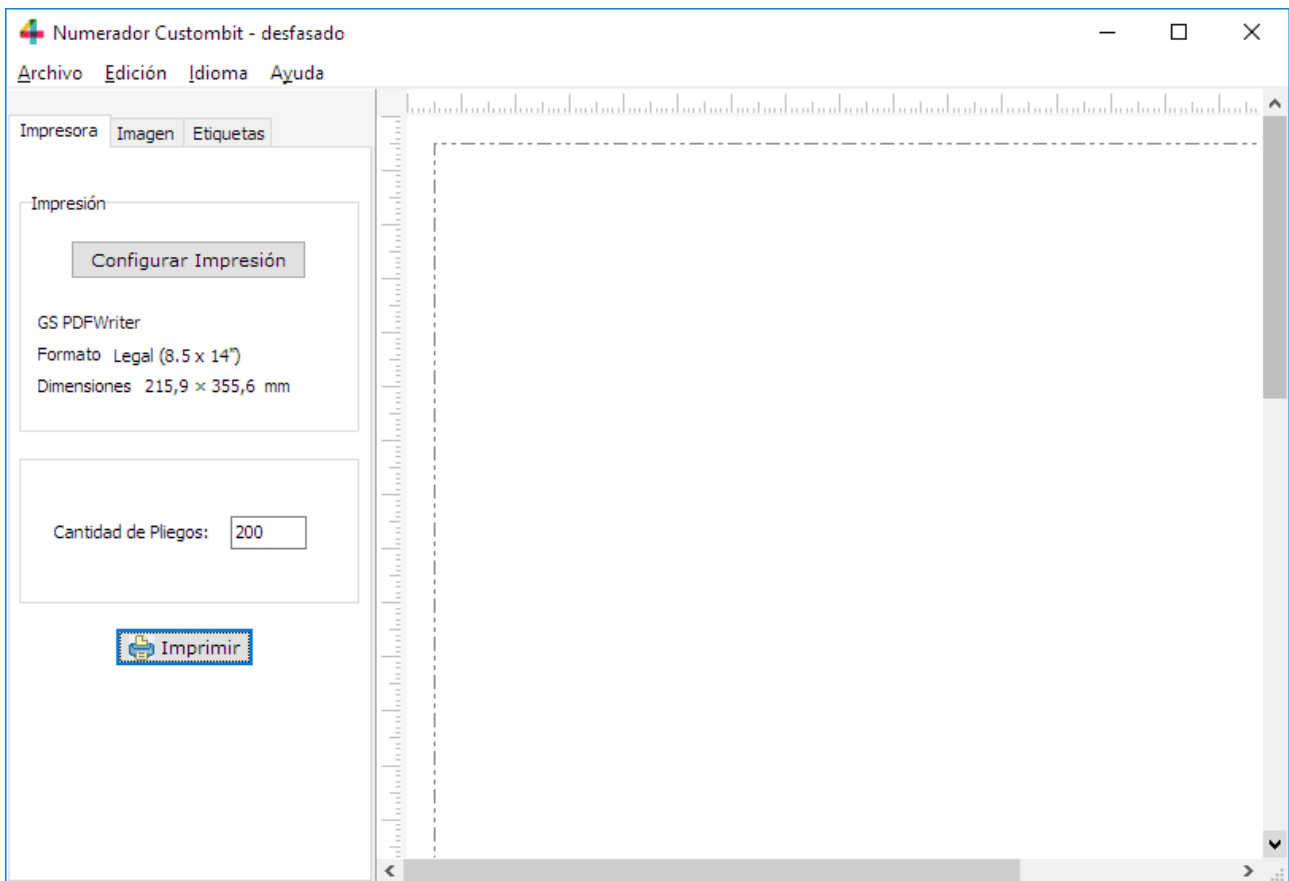 Numerador Custombit - desfasado
Archivo Edición Idioma Ayuda
Impresora Imagen Etiquetas
Impresión
Configurar Impresión
GS PDFWriter
Formato Legal (8.5 x 14")
Dimensiones 215,9 × 355,6 mm
Cantidad de Pliegos: 200
Imprimir